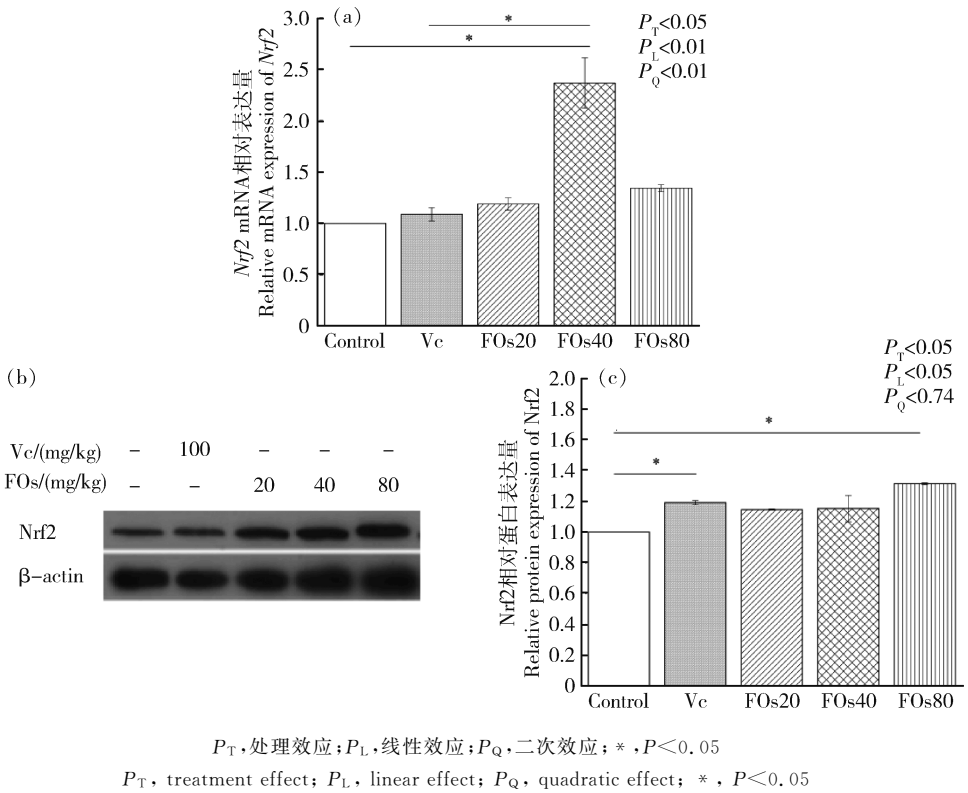 (a)
P_T<0.05
P_L<0.01
P_Q<0.01
Nrf2 mRNA相对表达量
Relative mRNA expression of Nrf2
3.0
2.5
2.0
1.5
1.0
0.5
0
*
*
Control Vc FOs20 FOs40 FOs80
(b)
Vc/(mg/kg) － 100 － － －
FOs/(mg/kg) － － 20 40 80
Nrf2
β-actin
(c)
P_T<0.05
P_L<0.05
P_Q<0.74
Nrf2相对蛋白表达量
Relative protein expression of Nrf2
2.0
1.8
1.6
1.4
1.2
1.0
0.8
0.6
0.4
0.2
0
*
*
Control Vc FOs20 FOs40 FOs80
P_T,处理效应;P_L,线性效应;P_Q,二次效应;*,P<0.05
P_T, treatment effect; P_L, linear effect; P_Q, quadratic effect; *, P<0.05